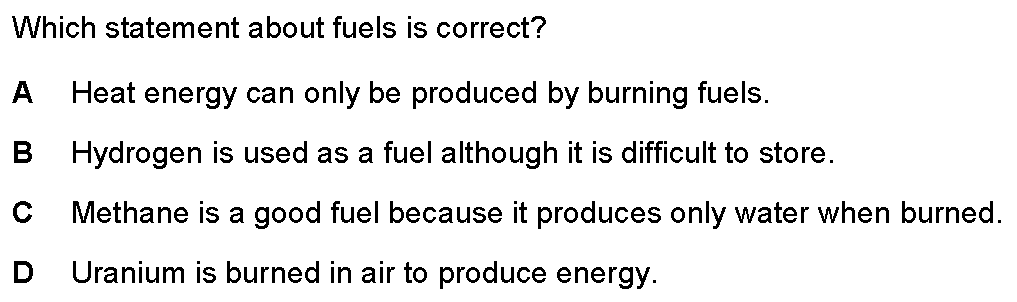 Which statement about fuels is correct?
A Heat energy can only be produced by burning fuels.
B Hydrogen is used as a fuel although it is difficult to store.
C Methane is a good fuel because it produces only water when burned.
D Uranium is burned in air to produce energy.